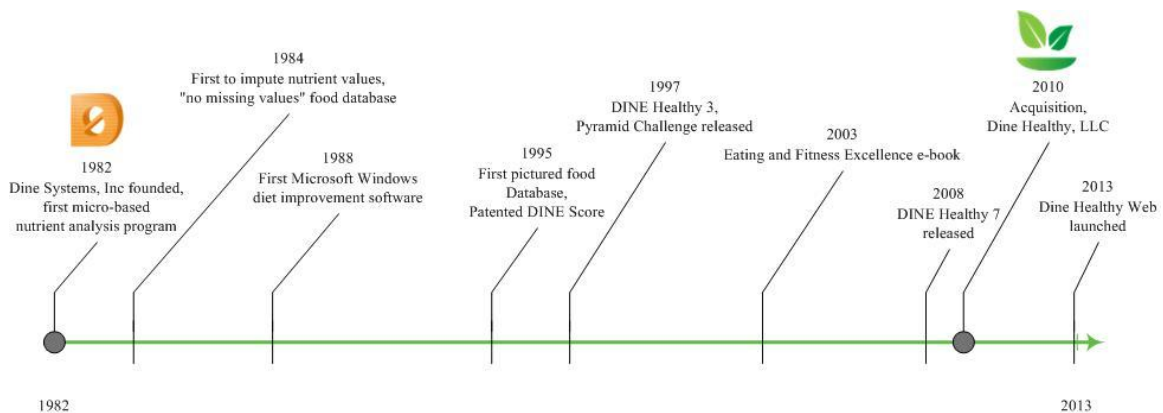 1982
Dine Systems, Inc founded,
first micro-based
nutrient analysis program
1984
First to impute nutrient values,
"no missing values" food database
1988
First Microsoft Windows
diet improvement software
1995
First pictured food
Database,
Patented DINE Score
1997
DINE Healthy 3,
Pyramid Challenge released
2003
Eating and Fitness Excellence e-book
2008
DINE Healthy 7
released
2010
Acquisition,
Dine Healthy, LLC
2013
Dine Healthy Web
launched
1982
2013